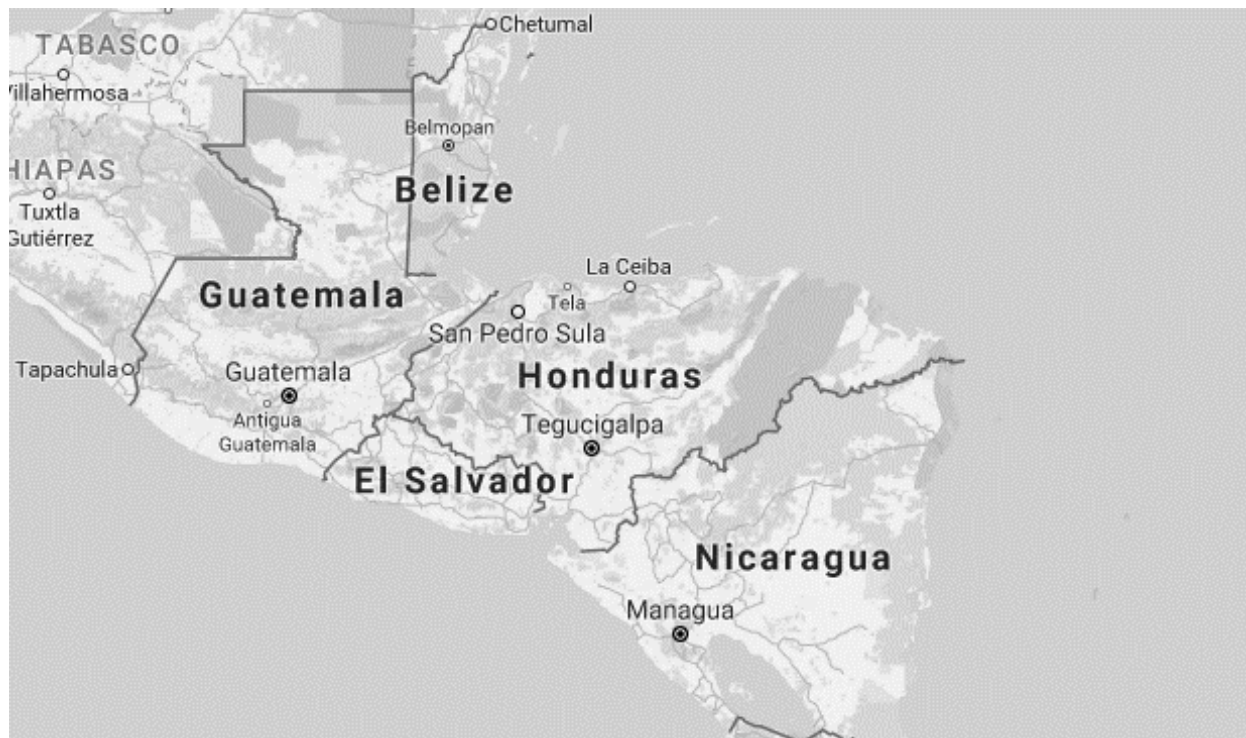 Chetumal
TABASCO
Villahermosa
Belmopan
HIAPAS
Belize
Tuxtla
Gutiérrez
La Ceiba
Guatemala
Tela
San Pedro Sula
Tapachula
Guatemala
Honduras
Antigua
Guatemala
Tegucigalpa
El Salvador
Nicaragua
Managua